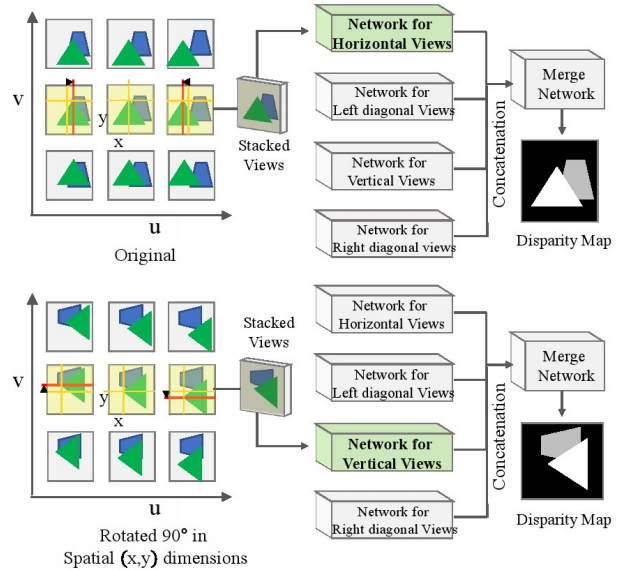 Network for
Horizontal Views
v
y
x
Stacked
Views
Network for
Left diagonal Views
Network for
Vertical Views
Network for
Right diagonal views
Concatenation
Merge
Network
Disparity Map
u
Original
Network for
Horizontal Views
v
y
x
Stacked
Views
Network for
Left diagonal Views
Network for
Vertical Views
Network for
Right diagonal Views
Concatenation
Merge
Network
Disparity Map
u
Rotated 90° in
Spatial (x,y) dimensions